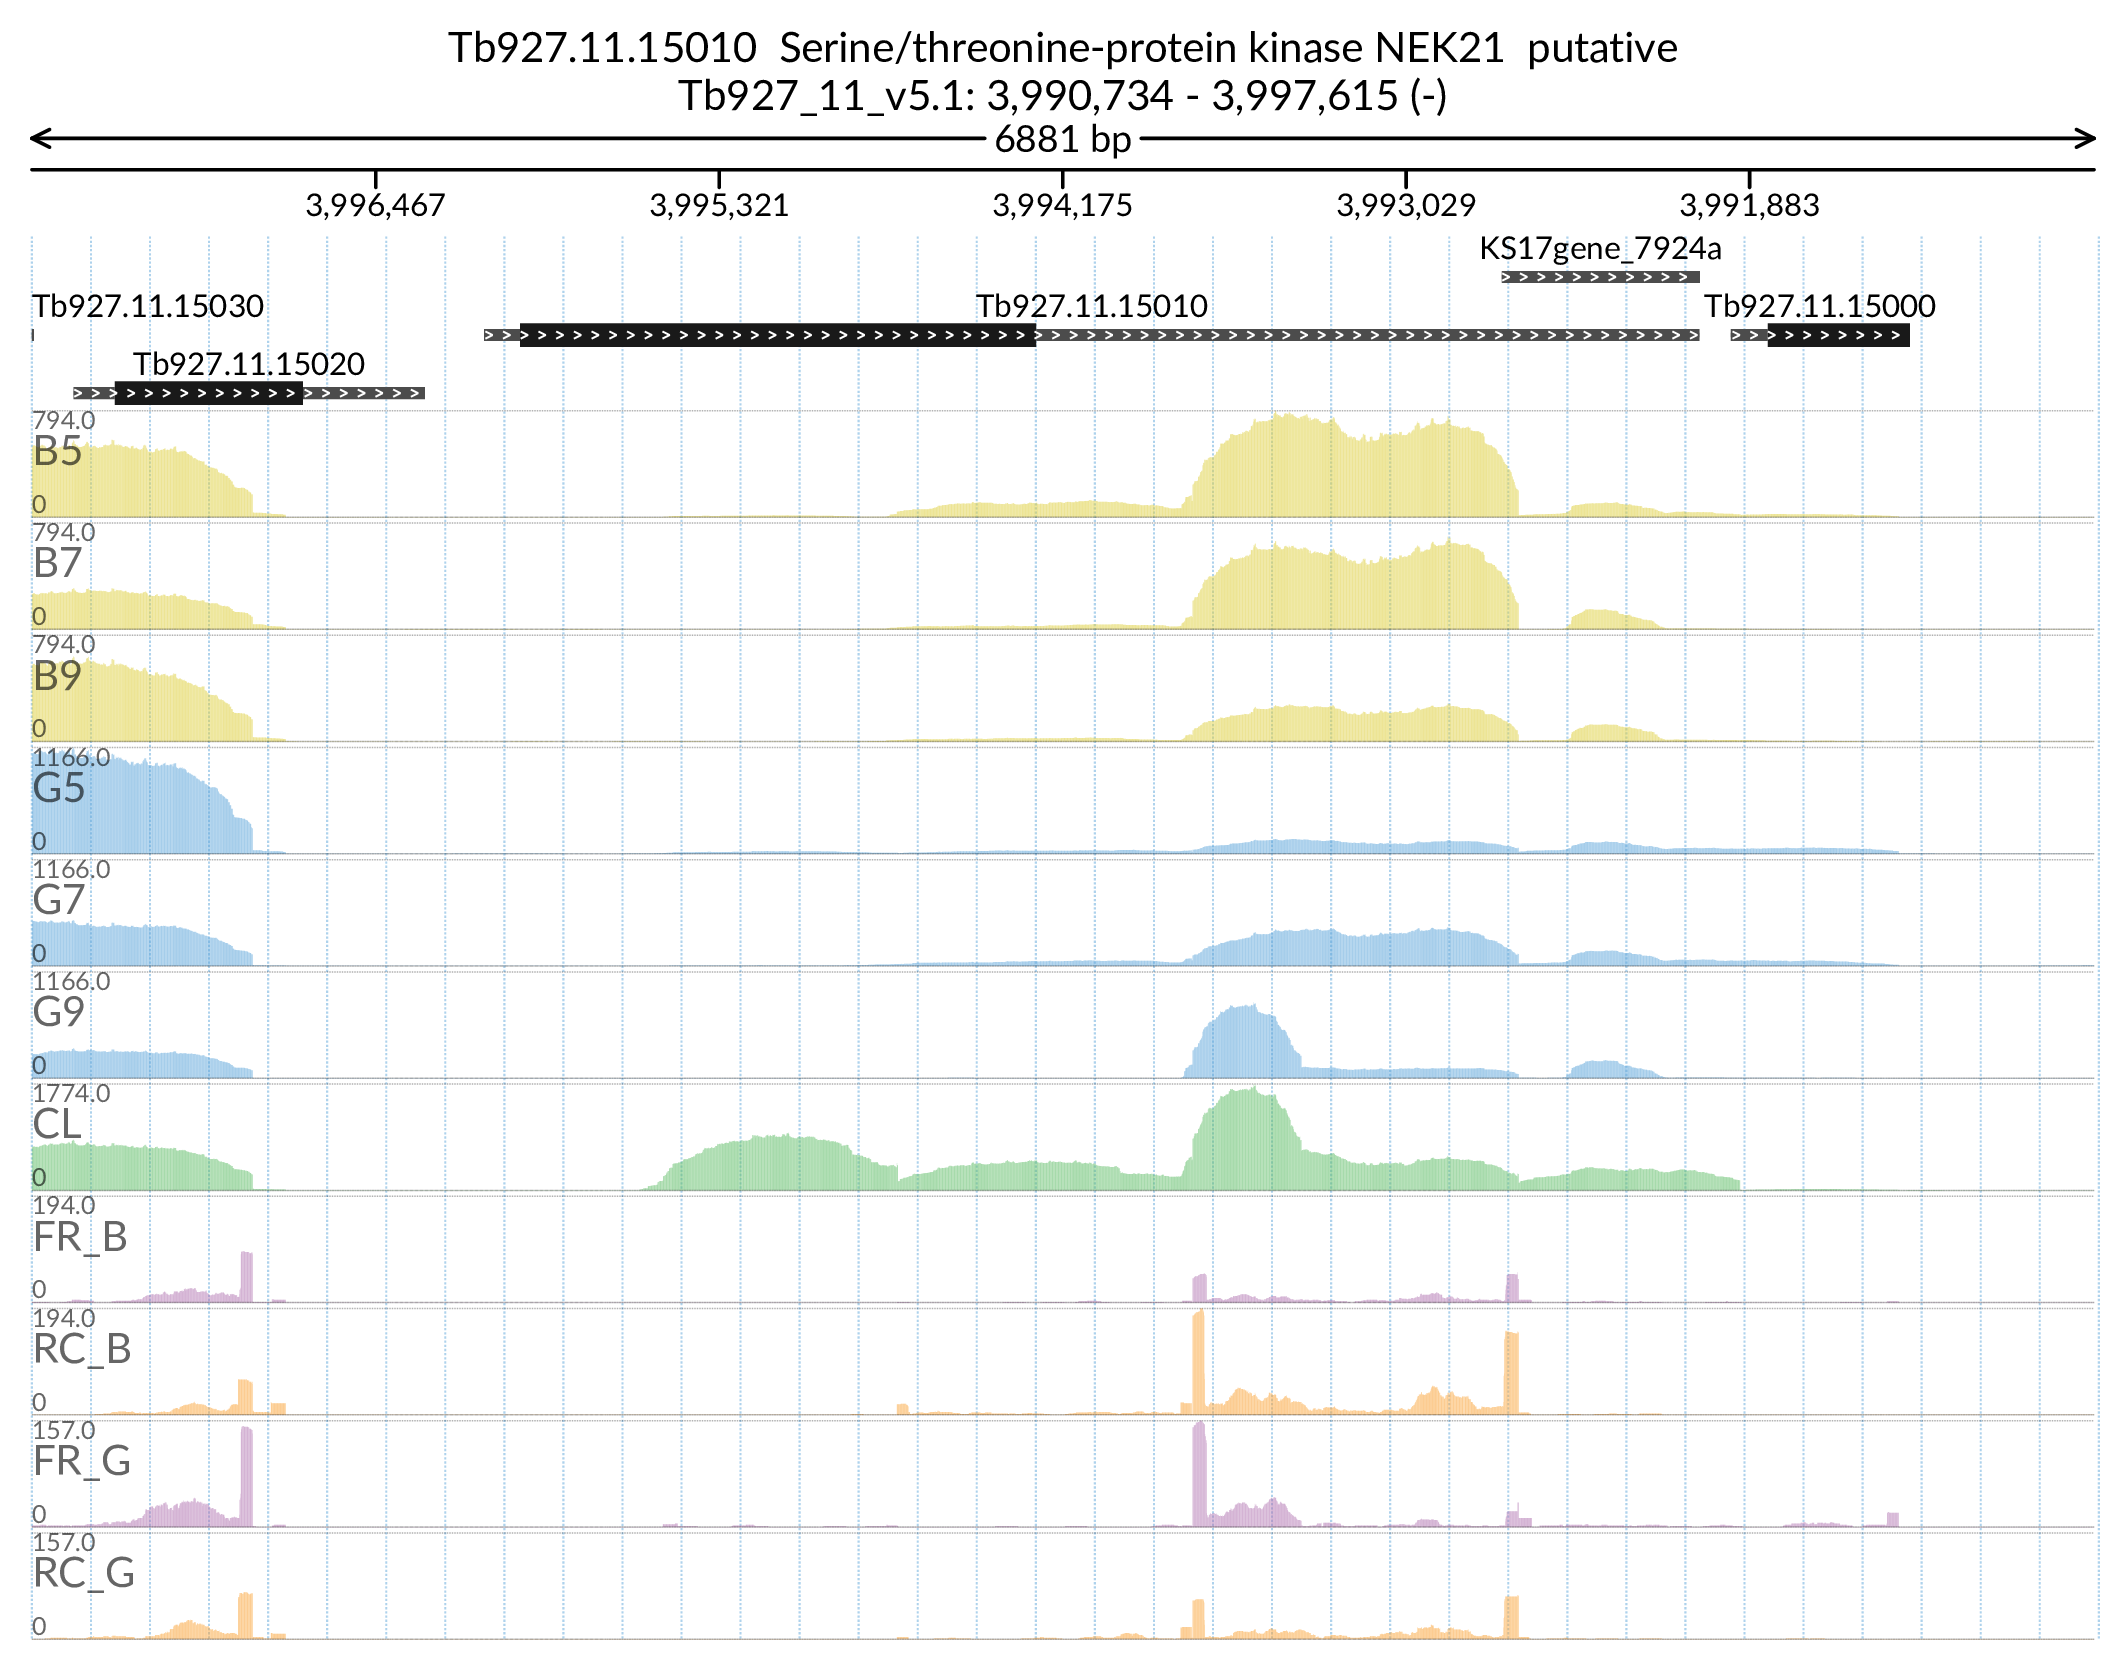 Tb927.11.15010 Serine/threonine-protein kinase NEK21 putative
Tb927_11_v5.1: 3,990,734 - 3,997,615 (-)
6881 bp
3,996,467 3,995,321 3,994,175 3,993,029 3,991,883
KS17gene_7924a
Tb927.11.15030 Tb927.11.15010 Tb927.11.15000
Tb927.11.15020
794.0
B5
0
794.0
B7
0
794.0
B9
0
1166.0
G5
0
1166.0
G7
0
1166.0
G9
0
1774.0
CL
0
194.0
FR_B
0
194.0
RC_B
0
157.0
FR_G
0
157.0
RC_G
0